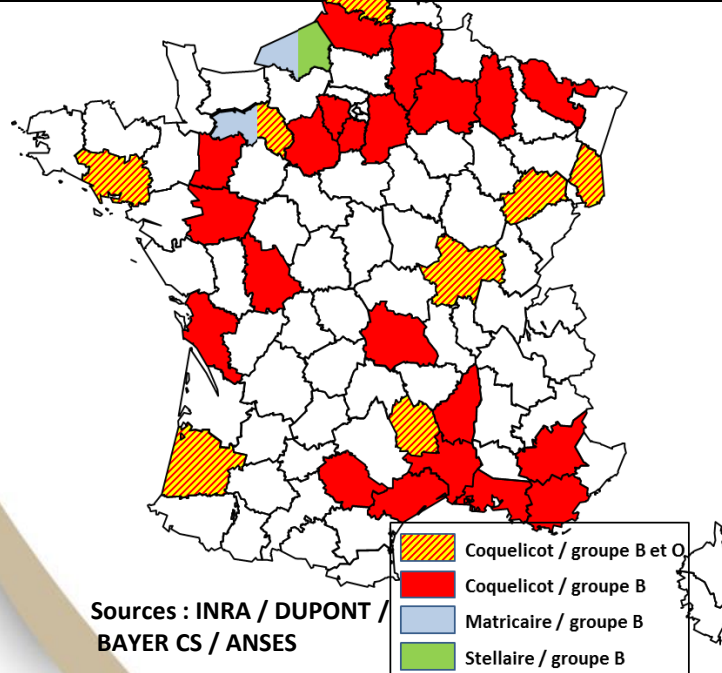 Coquelicot / groupe B et O
Coquelicot / groupe B
Matricaire / groupe B
Stellaire / groupe B
Sources : INRA / DUPONT /
BAYER CS / ANSES